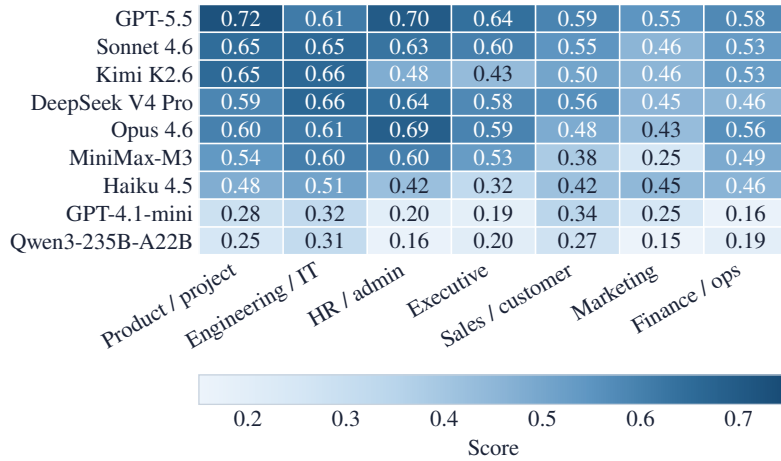 GPT-5.5 0.72 0.61 0.70 0.64 0.59 0.55 0.58
Sonnet 4.6 0.65 0.65 0.63 0.60 0.55 0.46 0.53
Kimi K2.6 0.65 0.66 0.48 0.43 0.50 0.46 0.53
DeepSeek V4 Pro 0.59 0.66 0.64 0.58 0.56 0.45 0.46
Opus 4.6 0.60 0.61 0.69 0.59 0.48 0.43 0.56
MiniMax-M3 0.54 0.60 0.60 0.53 0.38 0.25 0.49
Haiku 4.5 0.48 0.51 0.42 0.32 0.42 0.45 0.46
GPT-4.1-mini 0.28 0.32 0.20 0.19 0.34 0.25 0.16
Qwen3-235B-A22B 0.25 0.31 0.16 0.20 0.27 0.15 0.19
Product / project
Engineering / IT
HR / admin
Executive
Sales / customer
Marketing
Finance / ops
0.2 0.3 0.4 0.5 0.6 0.7
Score